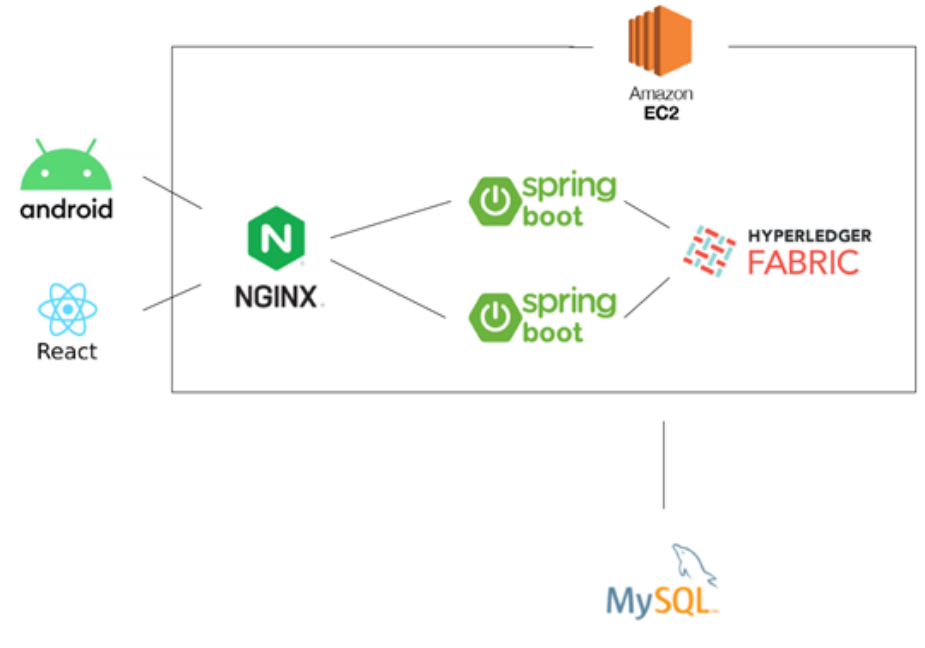 Amazon
EC2
android
spring
boot
HYPERLEDGER
FABRIC
N
NGINX
spring
boot
React
MySQL